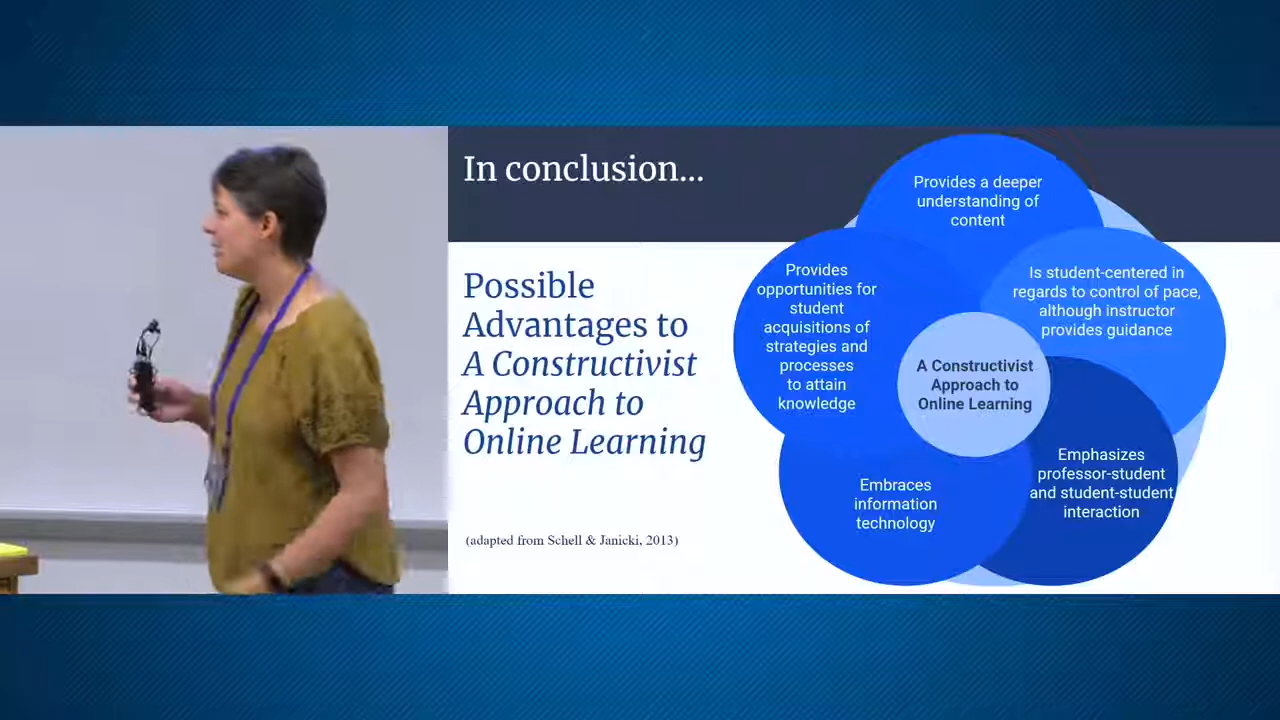 In conclusion...
Possible
Advantages to
A Constructivist
Approach to
Online Learning
(adapted from Schell & Janicki, 2013)
Provides a deeper
understanding of
content
Is student-centered in
regards to control of pace,
although instructor
provides guidance
Emphasizes
professor-student
and student-student
interaction
Embraces
information
technology
Provides
opportunities for
student
acquisitions of
strategies and
processes
to attain
knowledge
A Constructivist
Approach to
Online Learning